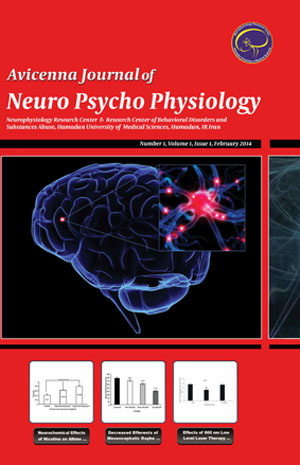 Avicenna Journal of
Neuro Psycho Physiology
Neurophysiology Research Center & Research Center of Behavioral Disorders and
Substances Abuse, Hamadan University of Medical Sciences, Hamadan, IR Iran
Number 1, Volume 1, Issue 1, February 2014
Neurochemical Effects
of Nicotine on Albino
Decreased Efferents of
Mesencephalic Raphe
Effects of 660 nm Low
Level Laser Therapy